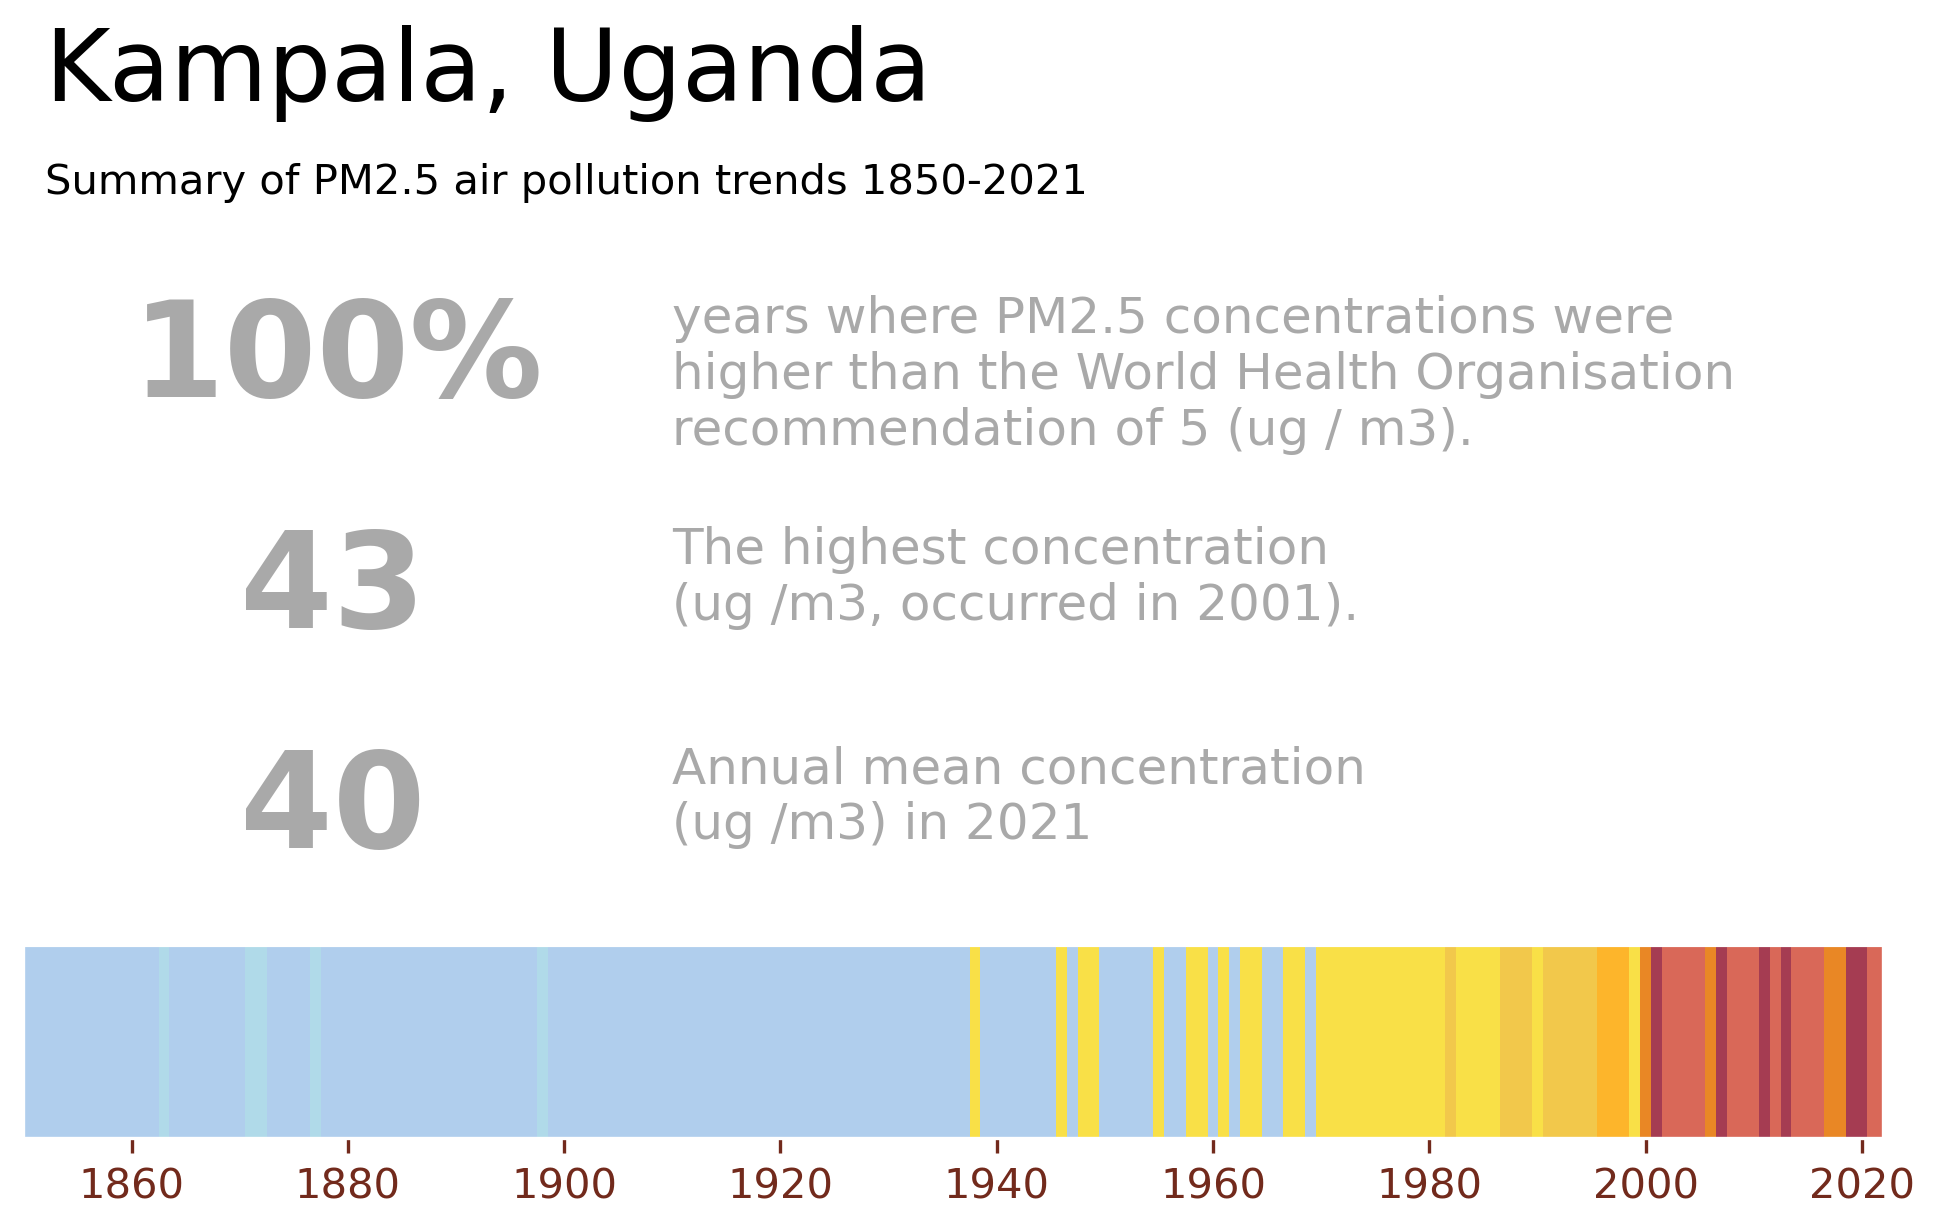 Kampala, Uganda
Summary of PM2.5 air pollution trends 1850-2021
100%
years where PM2.5 concentrations were
higher than the World Health Organisation
recommendation of 5 (ug / m3).
43
The highest concentration
(ug /m3, occurred in 2001).
40
Annual mean concentration
(ug /m3) in 2021
1860 1880 1900 1920 1940 1960 1980 2000 2020